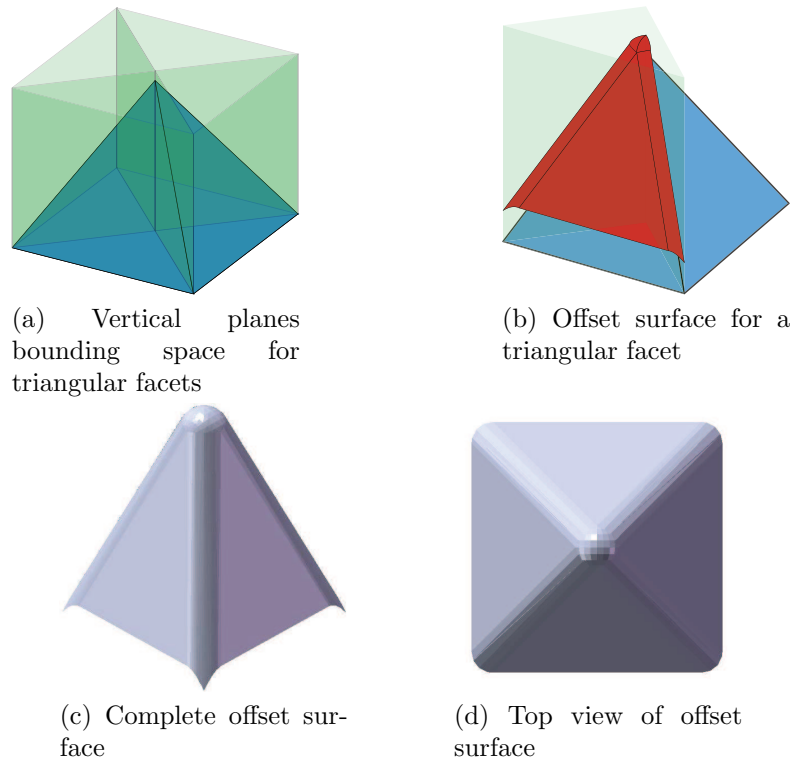 (a) Vertical planes
bounding space for
triangular facets
(b) Offset surface for a
triangular facet
(c) Complete offset sur-
face
(d) Top view of offset
surface